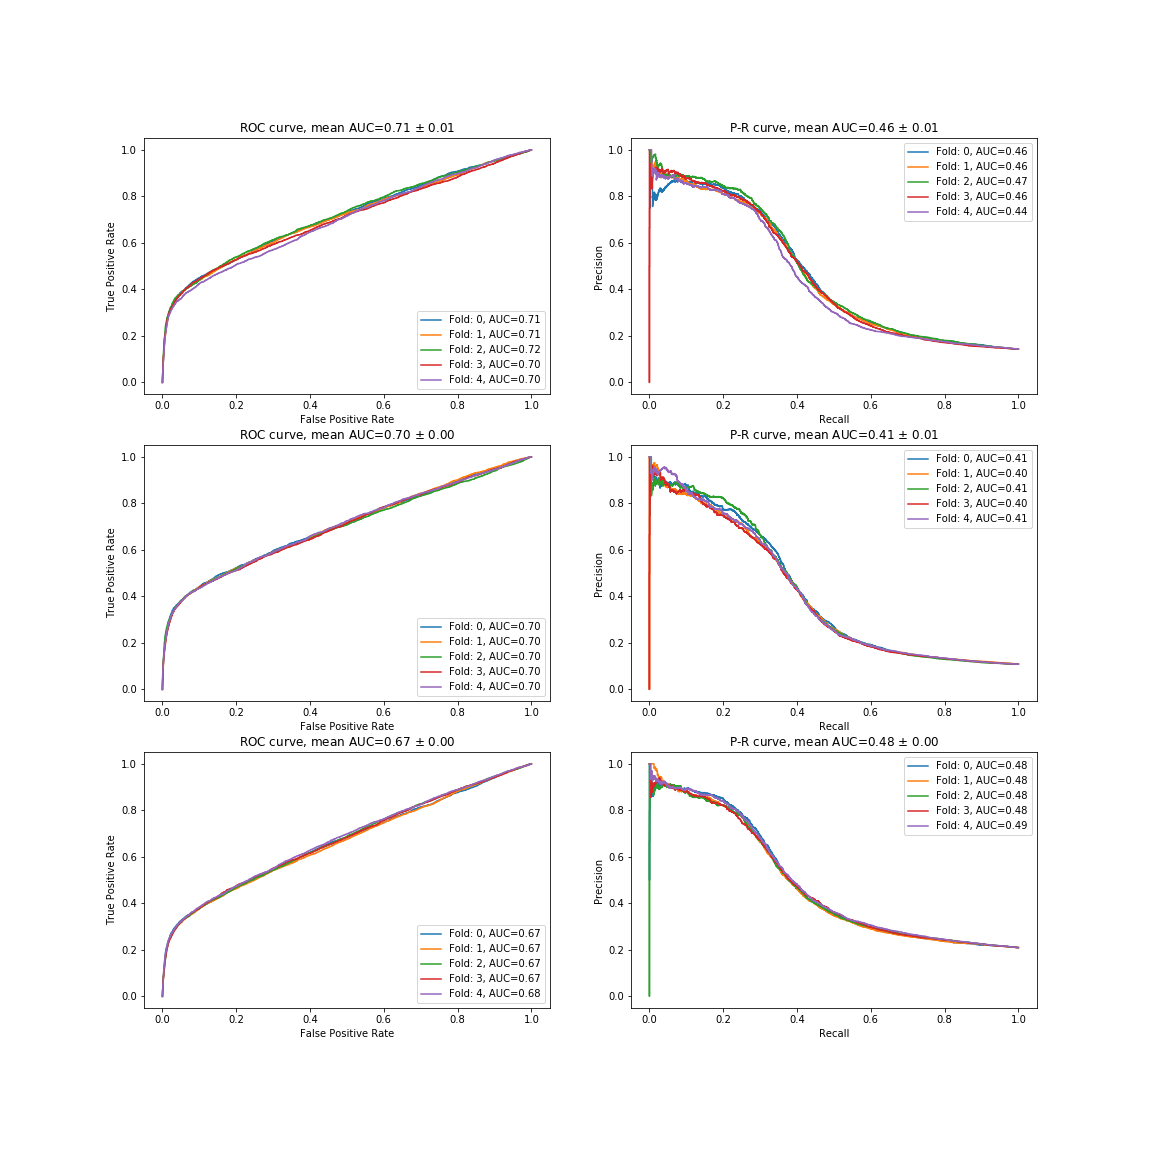 ROC curve, mean AUC=0.71 ± 0.01
True Positive Rate
1.0
0.8
0.6
0.4
0.2
0.0
Fold: 0, AUC=0.71
Fold: 1, AUC=0.71
Fold: 2, AUC=0.72
Fold: 3, AUC=0.70
Fold: 4, AUC=0.70
0.0 0.2 0.4 0.6 0.8 1.0
False Positive Rate
P-R curve, mean AUC=0.46 ± 0.01
Precision
1.0
0.8
0.6
0.4
0.2
0.0
Fold: 0, AUC=0.46
Fold: 1, AUC=0.46
Fold: 2, AUC=0.47
Fold: 3, AUC=0.46
Fold: 4, AUC=0.44
0.0 0.2 0.4 0.6 0.8 1.0
Recall
ROC curve, mean AUC=0.70 ± 0.00
True Positive Rate
1.0
0.8
0.6
0.4
0.2
0.0
Fold: 0, AUC=0.70
Fold: 1, AUC=0.70
Fold: 2, AUC=0.70
Fold: 3, AUC=0.70
Fold: 4, AUC=0.70
0.0 0.2 0.4 0.6 0.8 1.0
False Positive Rate
P-R curve, mean AUC=0.41 ± 0.01
Precision
1.0
0.8
0.6
0.4
0.2
0.0
Fold: 0, AUC=0.41
Fold: 1, AUC=0.40
Fold: 2, AUC=0.41
Fold: 3, AUC=0.40
Fold: 4, AUC=0.41
0.0 0.2 0.4 0.6 0.8 1.0
Recall
ROC curve, mean AUC=0.67 ± 0.00
True Positive Rate
1.0
0.8
0.6
0.4
0.2
0.0
Fold: 0, AUC=0.67
Fold: 1, AUC=0.67
Fold: 2, AUC=0.67
Fold: 3, AUC=0.67
Fold: 4, AUC=0.68
0.0 0.2 0.4 0.6 0.8 1.0
False Positive Rate
P-R curve, mean AUC=0.48 ± 0.00
Precision
1.0
0.8
0.6
0.4
0.2
0.0
Fold: 0, AUC=0.48
Fold: 1, AUC=0.48
Fold: 2, AUC=0.48
Fold: 3, AUC=0.48
Fold: 4, AUC=0.49
0.0 0.2 0.4 0.6 0.8 1.0
Recall